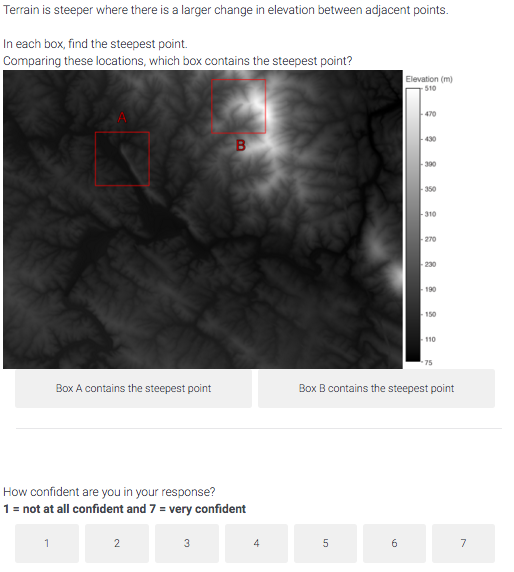 Terrain is steeper where there is a larger change in elevation between adjacent points.
In each box, find the steepest point.
Comparing these locations, which box contains the steepest point?
Elevation (m)
510
470
A
430
B
390
350
310
270
230
190
150
110
75
Box A contains the steepest point
Box B contains the steepest point
How confident are you in your response?
1 = not at all confident and 7 = very confident
1 2 3 4 5 6 7